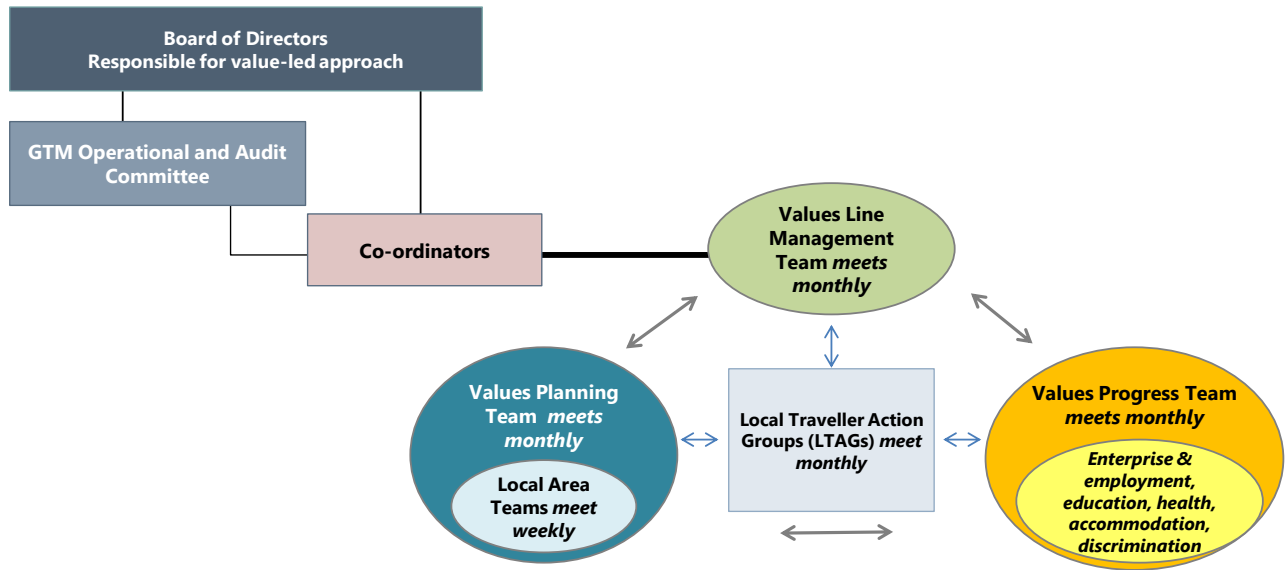 Board of Directors
Responsible for value-led approach
GTM Operational and Audit
Committee
Co-ordinators
Values Line
Management
Team meets
monthly
Values Planning
Team meets
monthly
Local Area
Teams meet
weekly
Local Traveller Action
Groups (LTAGs) meet
monthly
Values Progress Team
meets monthly
Enterprise &
employment,
education, health,
accommodation,
discrimination